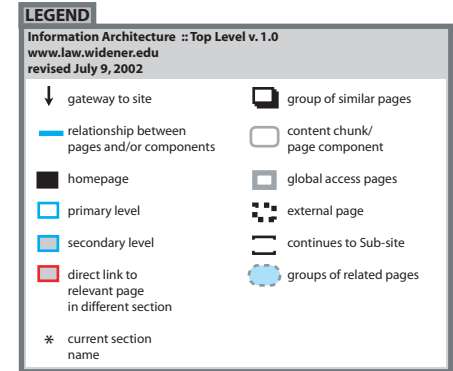 LEGEND
Information Architecture :: Top Level v. 1.0
www.law.widener.edu
revised July 9, 2002
gateway to site
relationship between
pages and/or components
homepage
primary level
secondary level
direct link to
relevant page
in different section
* current section
name
group of similar pages
content chunk/
page component
global access pages
external page
continues to Sub-site
groups of related pages